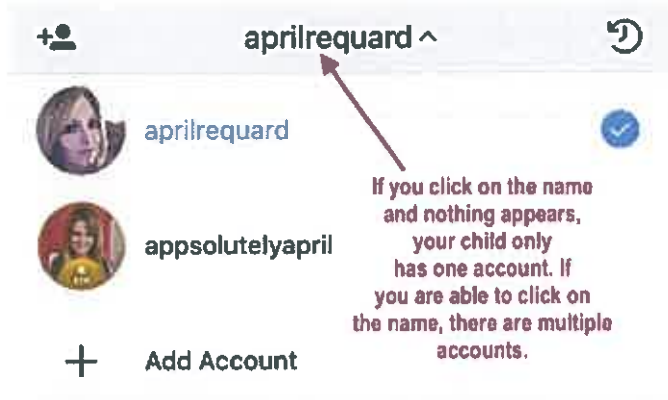 aprilrequard ^
aprilrequard
If you click on the name
and nothing appears,
your child only
has one account. If
you are able to click on
the name, there are multiple
accounts.
appsolutelyapril
+ Add Account